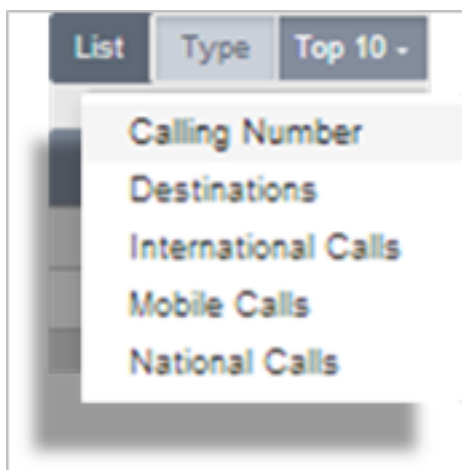 List Type Top 10 -
Calling Number
Destinations
International Calls
Mobile Calls
National Calls